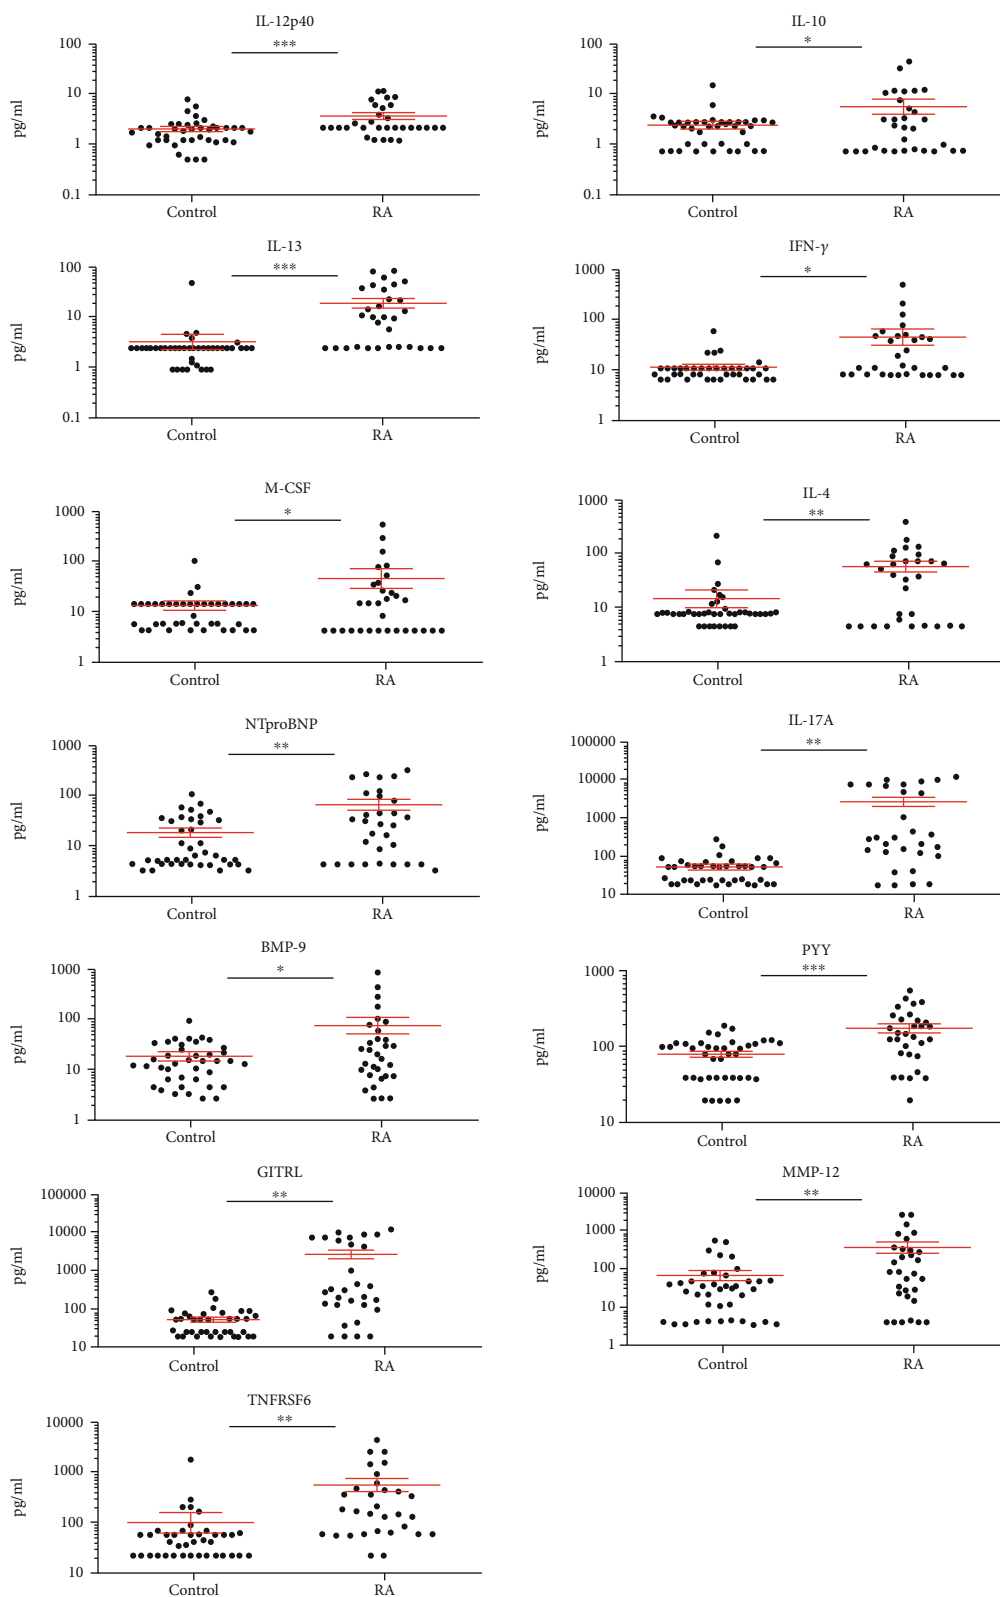 IL-12p40
***
100
10
1
0.1
pg/ml
Control
RA
IL-10
*
100
10
1
0.1
pg/ml
Control
RA
IL-13
***
100
10
1
0.1
pg/ml
Control
RA
IFN-γ
*
1000
100
10
1
pg/ml
Control
RA
M-CSF
*
1000
100
10
1
pg/ml
Control
RA
IL-4
**
1000
100
10
1
pg/ml
Control
RA
NTproBNP
**
1000
100
10
1
pg/ml
Control
RA
IL-17A
**
100000
10000
1000
100
10
pg/ml
Control
RA
BMP-9
*
1000
100
10
1
pg/ml
Control
RA
PYY
***
1000
100
10
pg/ml
Control
RA
GITRL
**
100000
10000
1000
100
10
pg/ml
Control
RA
MMP-12
**
10000
1000
100
10
1
pg/ml
Control
RA
TNFRSF6
**
10000
1000
100
10
pg/ml
Control
RA